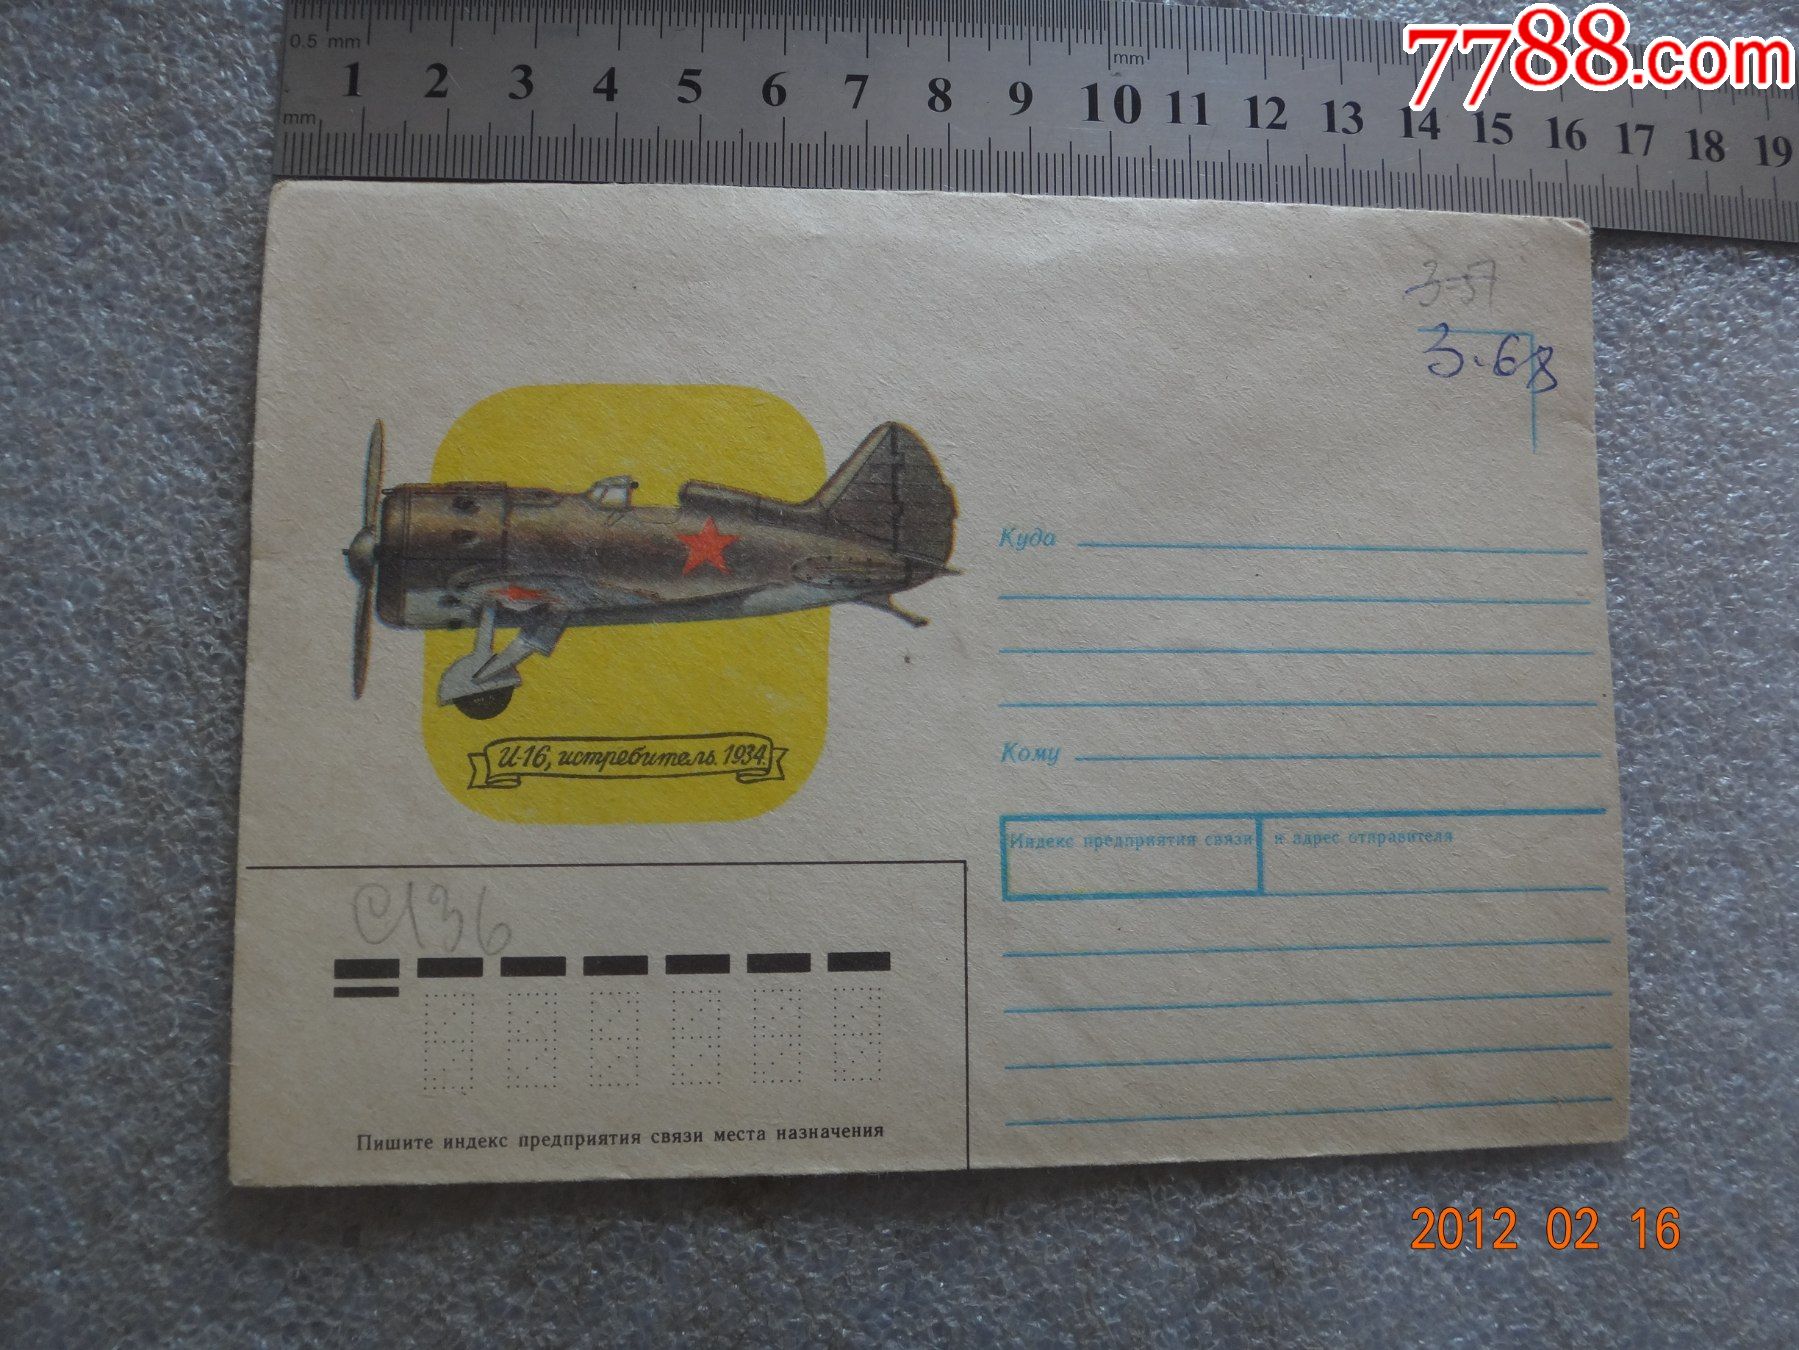 7788.com
0.5 mm
mm
1 2 3 4 5 6 7 8 9 10 11 12 13 14 15 16 17 18 19
mm
3-57
3.68
И-16, истребитель. 1934.
Куда
Кому
Индекс предприятия связи и адрес отправителя
С136
Пишите индекс предприятия связи места назначения
2012 02 16